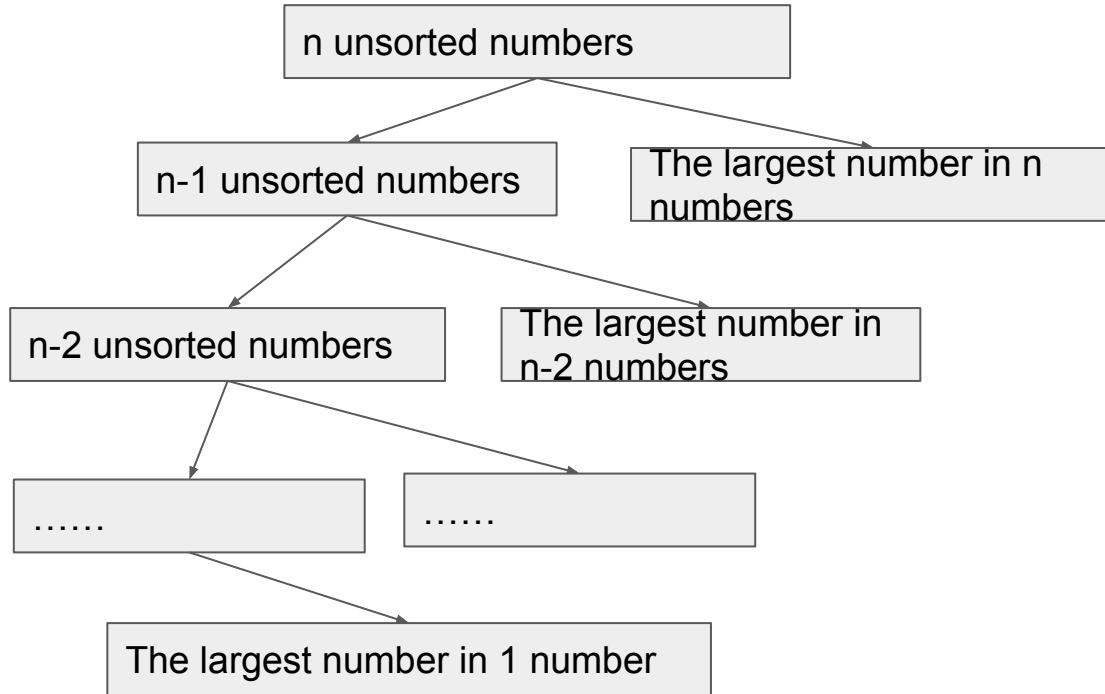 n unsorted numbers
n-1 unsorted numbers
The largest number in n
numbers
n-2 unsorted numbers
The largest number in
n-2 numbers
……
……
The largest number in 1 number